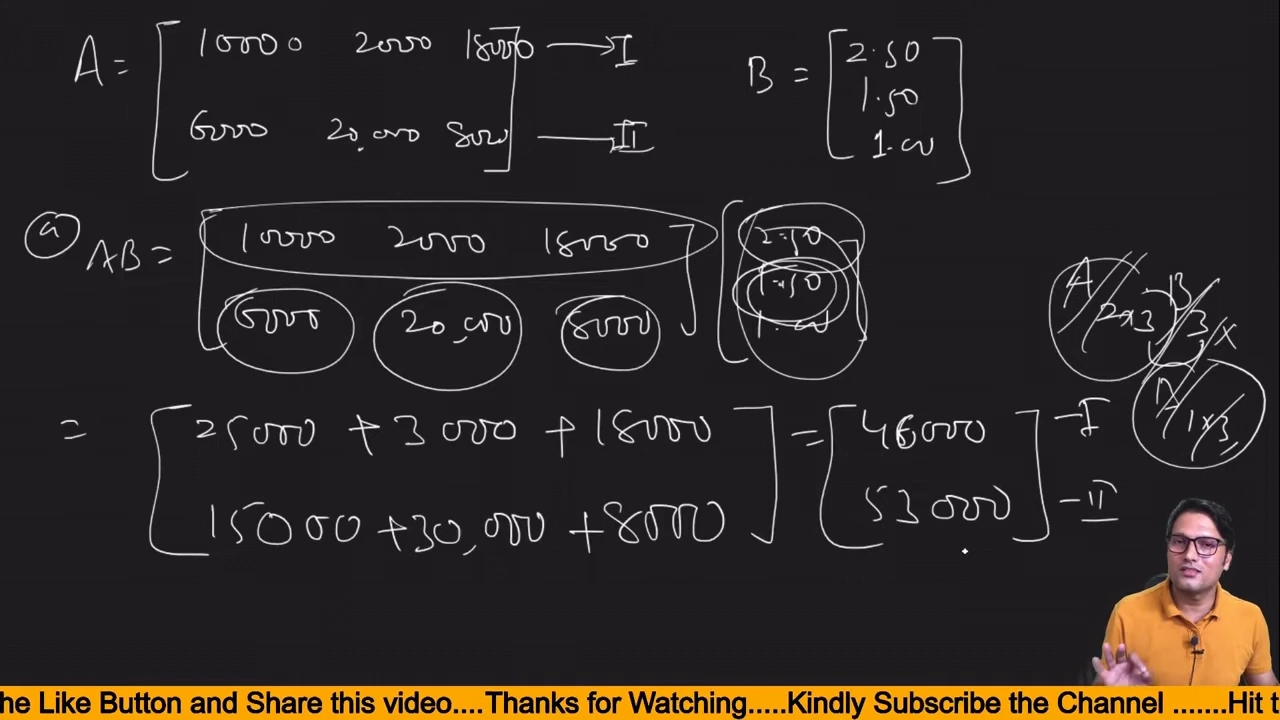 A = [ 10000 2000 18000 ] → I
[ 6000 20,000 8000 ] — II
B = [ 2.50
1.50
1.00 ]
(a) AB = [ 10000 2000 18000 ] [ 2.50
6000 20,000 8000 1.50
1.00 ]
A 2×3 B 3×
A 1×3
= [ 25000 + 3000 + 18000 ] = [ 46000 ] – I
[ 15000 + 30,000 + 8000 ] [ 53000 ] – II
he Like Button and Share this video....Thanks for Watching.....Kindly Subscribe the Channel .......Hit t